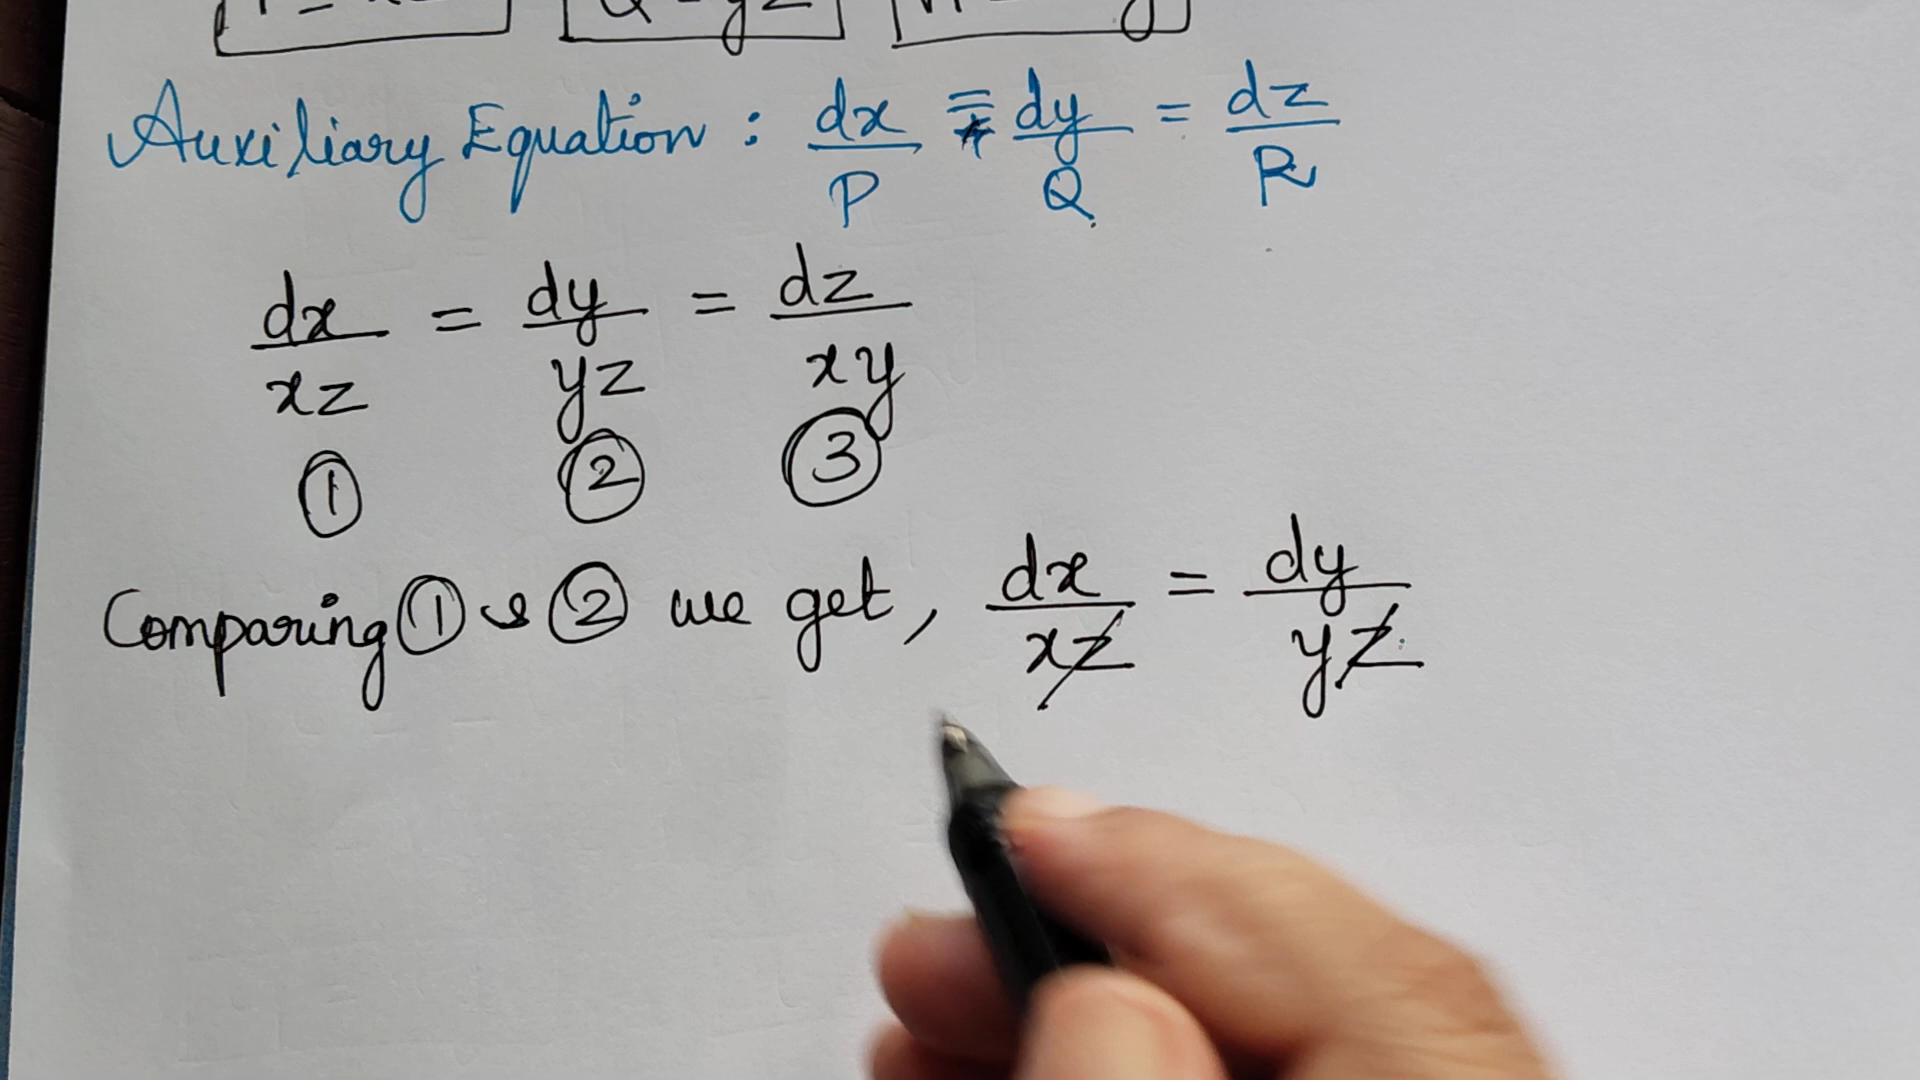 Auxiliary Equation : dx/P = dy/Q = dz/R
dx/xz = dy/yz = dz/xy
① ② ③
Comparing ① & ② we get, dx/xz = dy/yz